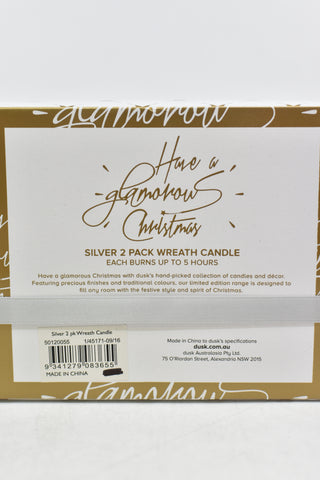 glamorous
Have a
glamorous
Christmas
SILVER 2 PACK WREATH CANDLE
EACH BURNS UP TO 5 HOURS
Have a glamorous Christmas with dusk's hand-picked collection of candles and décor.
Featuring precious finishes and traditional colours, our limited edition range is designed to
fill any room with the festive style and spirit of Christmas.
Silver 2 pk Wreath Candle
50120055 1/45171-09/16
9 341279 083655
MADE IN CHINA
Made in China to dusk's specifications
dusk.com.au
dusk Australasia Pty Ltd.
75 O'Riordan Street, Alexandria NSW 2015
glamorous